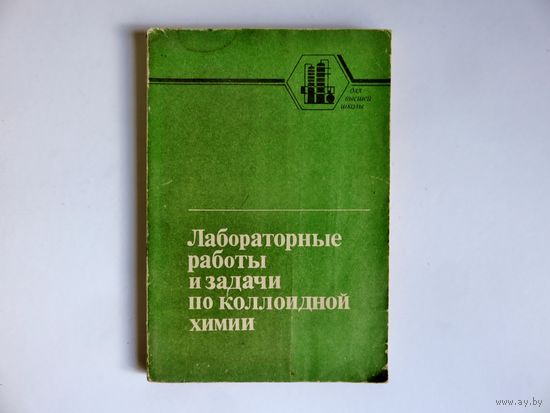 для
высшей
школы
Лабораторные
работы
и задачи
по коллоидной
химии
www.ay.by